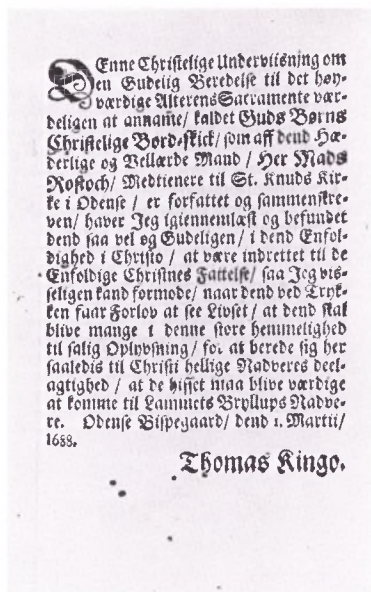 DEnne Christelige Underviisning om
en Gudelig Beredelse til det høy-
værdige Alterens Sacramente vær-
deligen at anname/ kaldet Guds Børns
Christelige Bord-skick/ som aff dend Hæ-
derlige og Vellærde Mand/ Her Mads
Rostoch/ Medtienere til St. Knuds Kir-
ke i Odense/ er forfattet og sammenskre-
ven/ haver Jeg igiennemlæst og befundet
dend saa vel og Gudeligen/ i dend Enfol-
dighed i Christo/ at være indrettet til de
Enfoldige Christnes Fattelse/ saa Jeg vis-
seligen kand formode/ naar dend ved Tryk-
ken faar Forlov at see Livset/ at dend skal
blive mange i denne store hemmelighed
til salig Oplysning/ for at berede sig her
saaledis til Christi hellige Nadveres deel-
agtighed/ at de hisset maa blive værdige
at komme til Lammets Bryllups Nadve-
re. Odense Bispegaard/ dend 1. Martii/
1688.
Thomas Kingo.